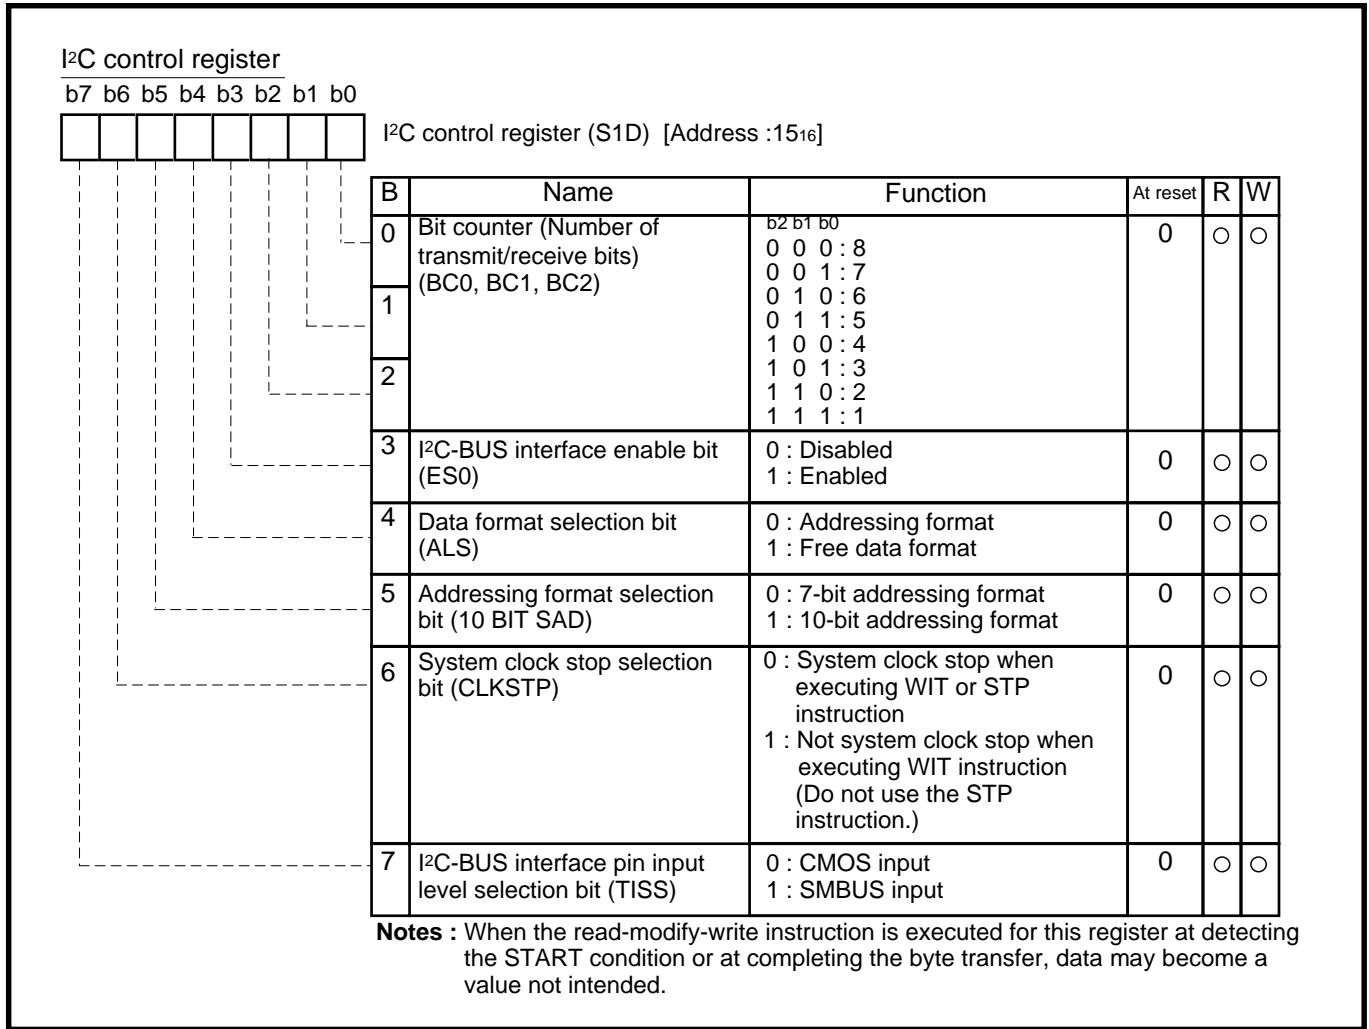 I2C control register
b7 b6 b5 b4 b3 b2 b1 b0
I2C control register (S1D) [Address :1516]
B Name Function At reset R W
0 Bit counter (Number of transmit/receive bits) (BC0, BC1, BC2)
b2 b1 b0
0 0 0 : 8
0 0 1 : 7
0 1 0 : 6
0 1 1 : 5
1 0 0 : 4
1 0 1 : 3
1 1 0 : 2
1 1 1 : 1
0 ○ ○
1
2
3 I2C-BUS interface enable bit
(ES0)
0 : Disabled
1 : Enabled
0 ○ ○
4 Data format selection bit
(ALS)
0 : Addressing format
1 : Free data format
0 ○ ○
5 Addressing format selection
bit (10 BIT SAD)
0 : 7-bit addressing format
1 : 10-bit addressing format
0 ○ ○
6 System clock stop selection
bit (CLKSTP)
0 : System clock stop when
executing WIT or STP
instruction
1 : Not system clock stop when
executing WIT instruction
(Do not use the STP
instruction.)
0 ○ ○
7 I2C-BUS interface pin input
level selection bit (TISS)
0 : CMOS input
1 : SMBUS input
0 ○ ○
Notes : When the read-modify-write instruction is executed for this register at detecting
the START condition or at completing the byte transfer, data may become a
value not intended.